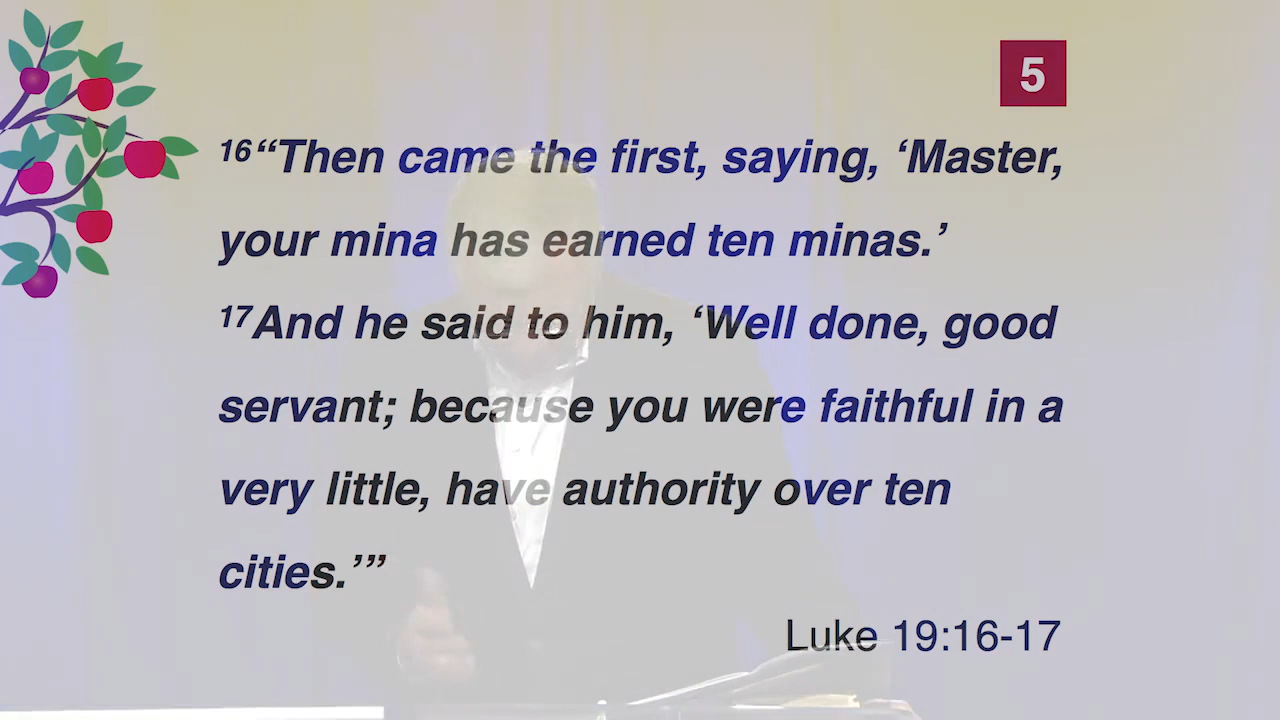 5
16“Then came the first, saying, ‘Master,
your mina has earned ten minas.’
17And he said to him, ‘Well done, good
servant; because you were faithful in a
very little, have authority over ten
cities.’”
Luke 19:16-17